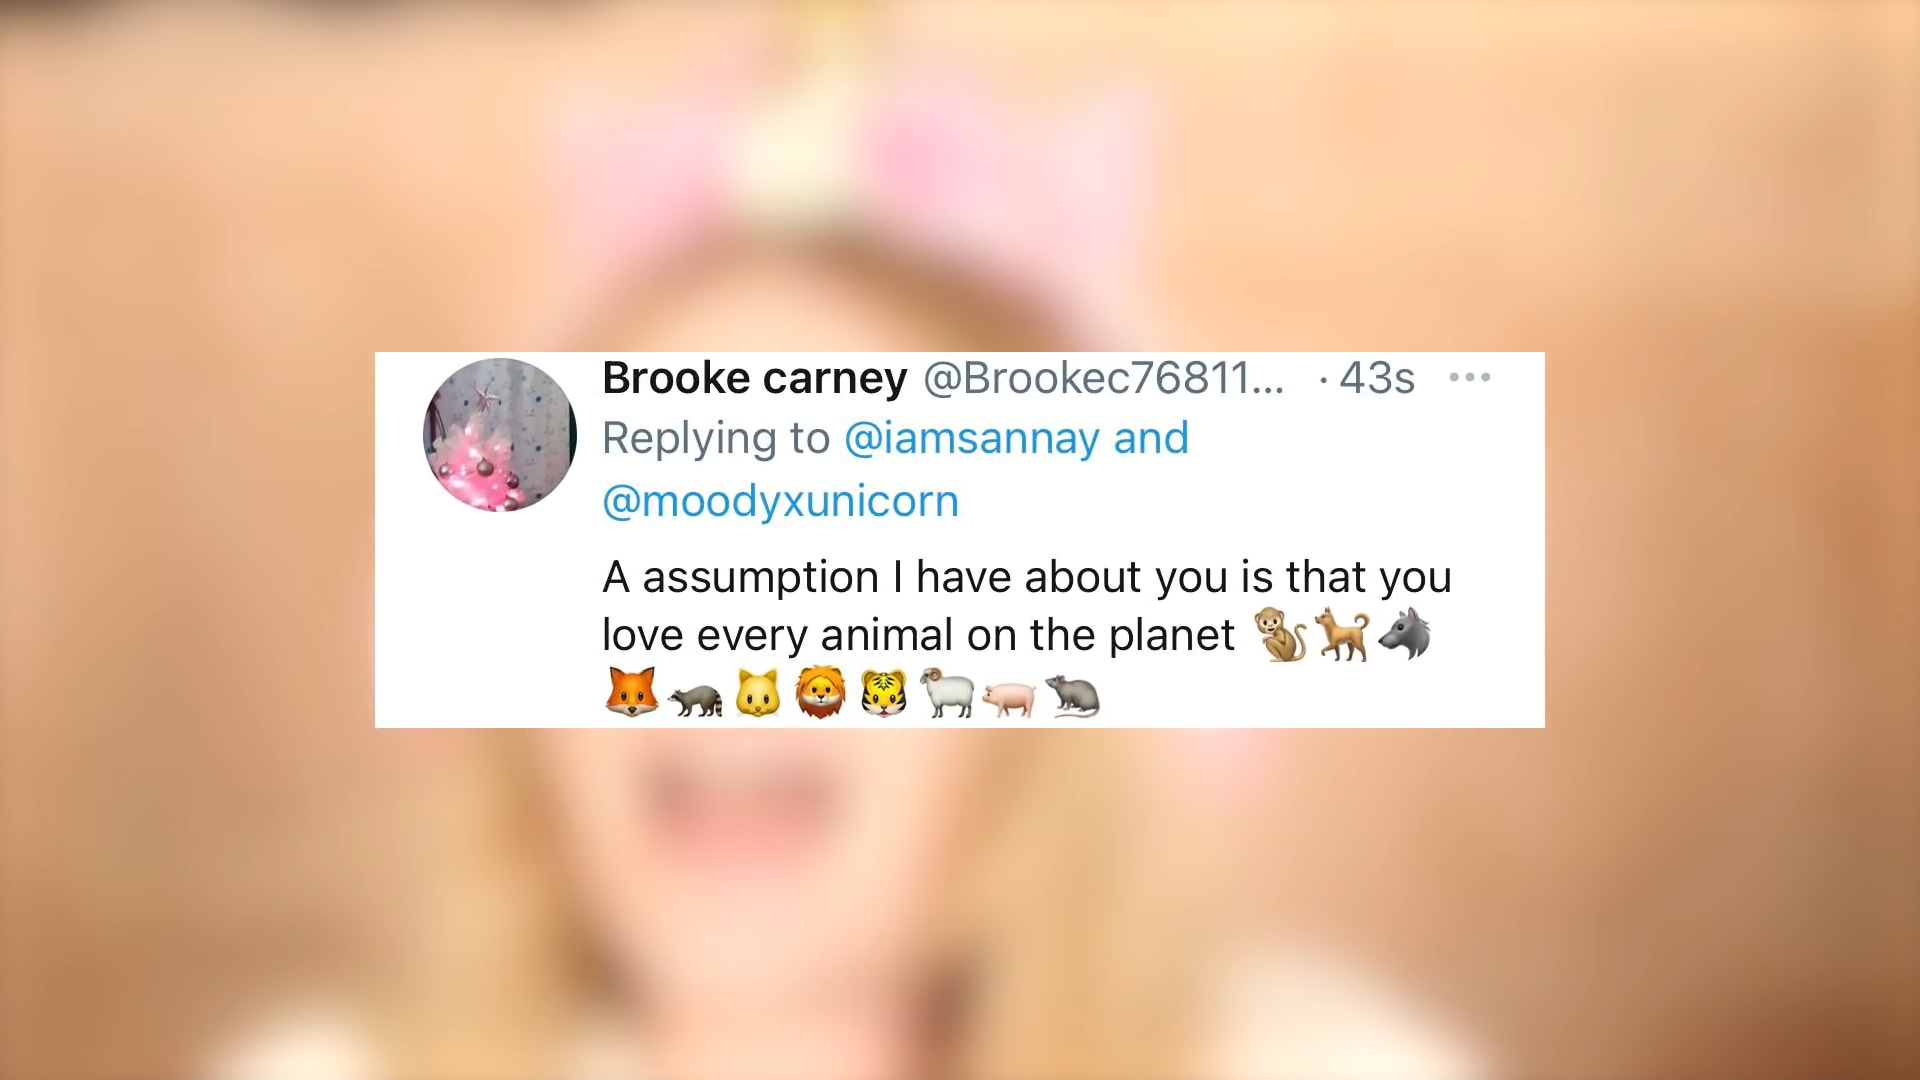 Brooke carney @Brookec76811... · 43s ···
Replying to @iamsannay and
@moodyxunicorn
A assumption I have about you is that you
love every animal on the planet 🐒🐕🐺
🦊🦝🐱🦁🐯🐏🐖🐀